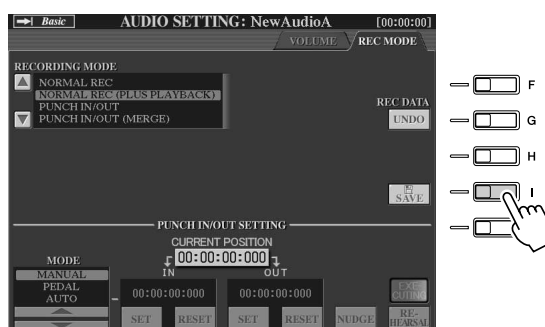 Basic AUDIO SETTING: NewAudioA [00:00:00]
VOLUME REC MODE
RECORDING MODE
NORMAL REC
NORMAL REC (PLUS PLAYBACK)
PUNCH IN/OUT
PUNCH IN/OUT (MERGE)
REC DATA
UNDO
SAVE
F
G
H
I
PUNCH IN/OUT SETTING
CURRENT POSITION
00:00:00:000
IN OUT
MODE
MANUAL
PEDAL
AUTO
00:00:00:000 00:00:00:000
SET RESET SET RESET NUDGE
EXE-
CUTING
RE-
HEARSAL